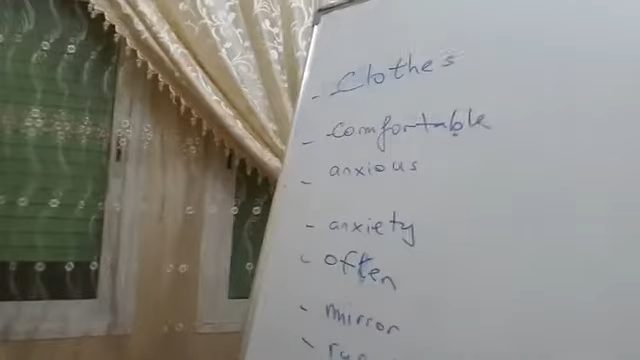 - Clothes
- comfortable
- anxious
- anxiety
- often
- mirror